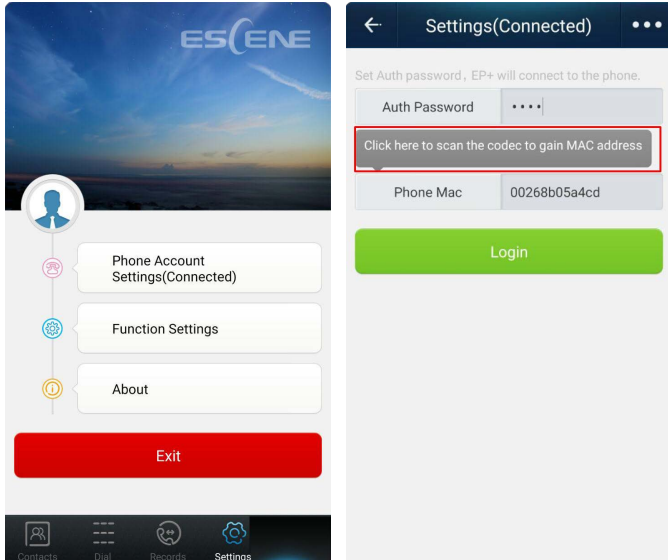 ESCENE
Phone Account
Settings(Connected)
Function Settings
About
Exit
Contacts
Dial
Records
Settings
Settings(Connected)
Set Auth password, EP+ will connect to the phone.
Auth Password
••••
Click here to scan the codec to gain MAC address
Phone Mac
00268b05a4cd
Login